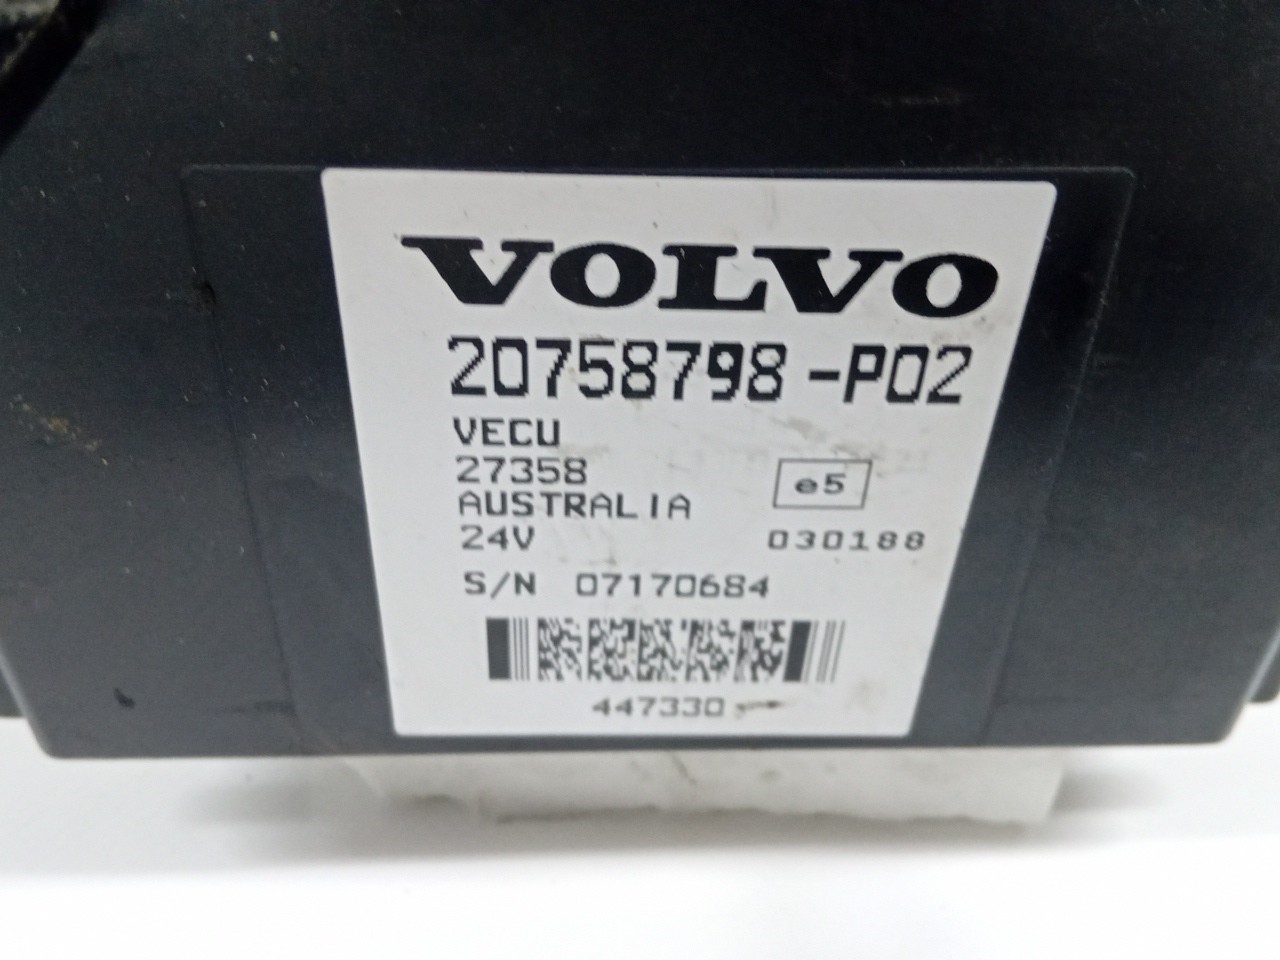 VOLVO
20758798-P02
VECU
27358
e5
AUSTRALIA
24V 030188
S/N 07170684
447330